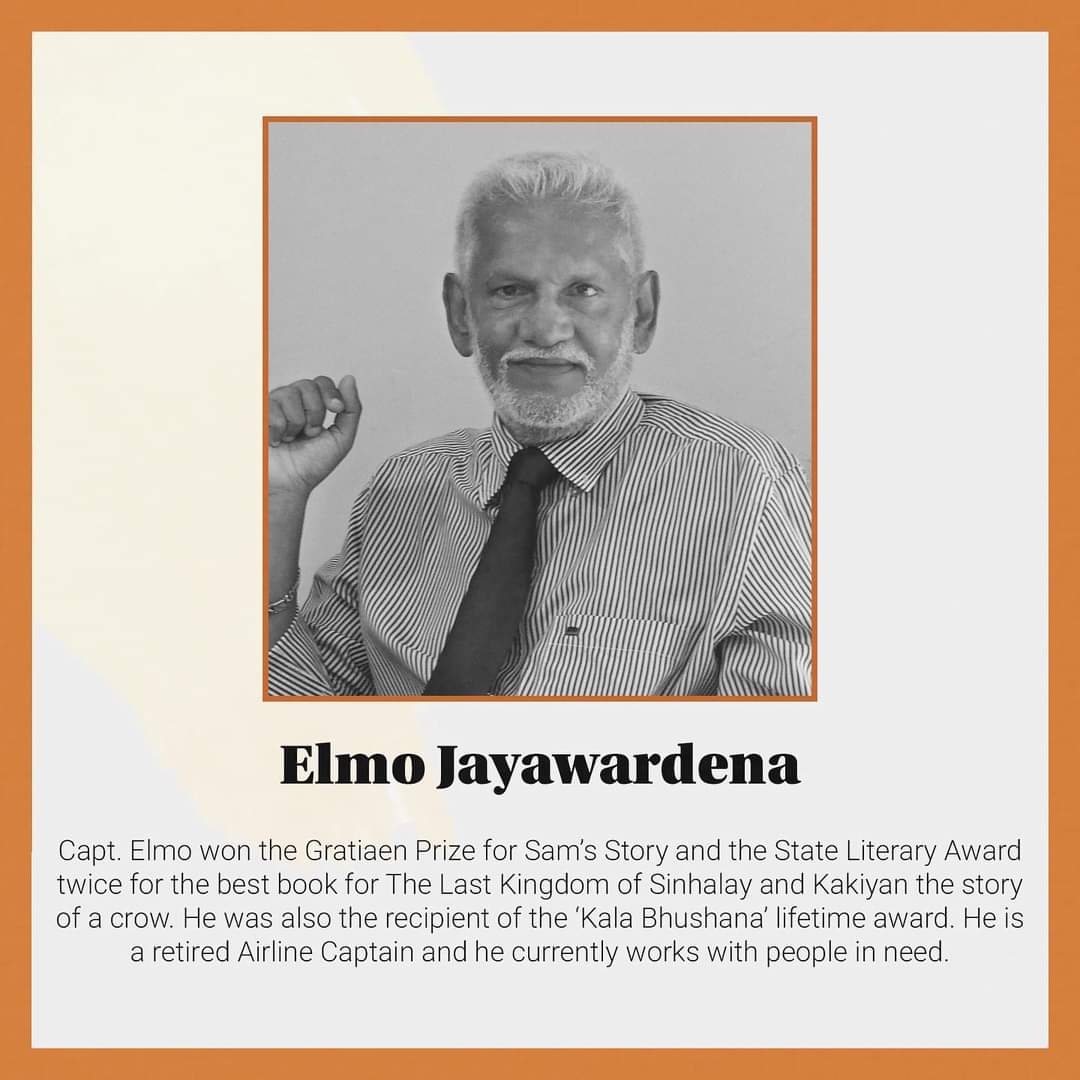 Elmo Jayawardena
Capt. Elmo won the Gratiaen Prize for Sam’s Story and the State Literary Award
twice for the best book for The Last Kingdom of Sinhalay and Kakiyan the story
of a crow. He was also the recipient of the ‘Kala Bhushana’ lifetime award. He is
a retired Airline Captain and he currently works with people in need.